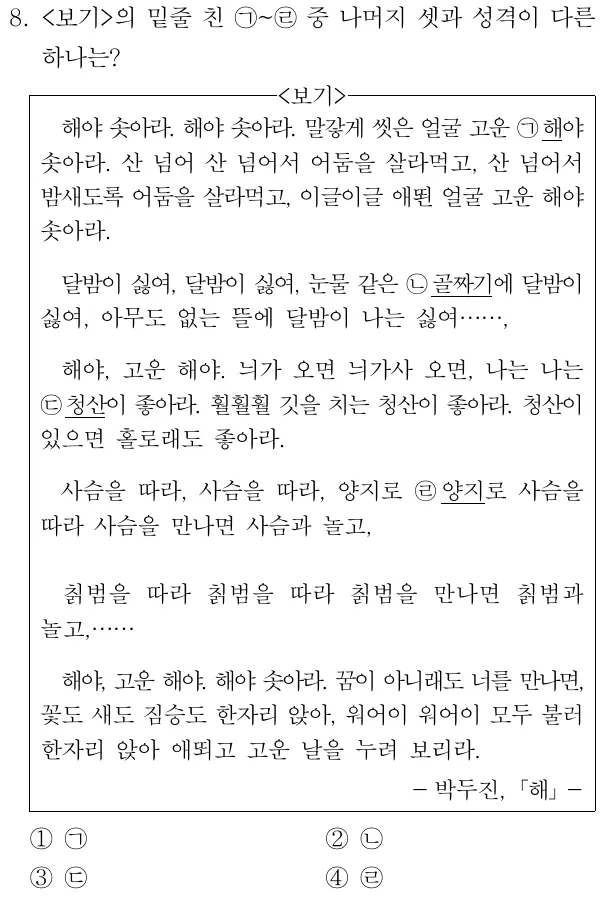 8. <보기>의 밑줄 친 ㉠~㉣ 중 나머지 셋과 성격이 다른
하나는?
<보기>
해야 솟아라. 해야 솟아라. 말갛게 씻은 얼굴 고운 ㉠해야
솟아라. 산 넘어 산 넘어서 어둠을 살라먹고, 산 넘어서
밤새도록 어둠을 살라먹고, 이글이글 애띈 얼굴 고운 해야
솟아라.
달밤이 싫여, 달밤이 싫여, 눈물 같은 ㉡골짜기에 달밤이
싫여, 아무도 없는 뜰에 달밤이 나는 싫여……,
해야, 고운 해야. 늬가 오면 늬가사 오면, 나는 나는
㉢청산이 좋아라. 훨훨훨 깃을 치는 청산이 좋아라. 청산이
있으면 홀로래도 좋아라.
사슴을 따라, 사슴을 따라, 양지로 ㉣양지로 사슴을
따라 사슴을 만나면 사슴과 놀고,
칡범을 따라 칡범을 따라 칡범을 만나면 칡범과
놀고,……
해야, 고운 해야. 해야 솟아라. 꿈이 아니래도 너를 만나면,
꽃도 새도 짐승도 한자리 앉아, 워어이 워어이 모두 불러
한자리 앉아 애띄고 고운 날을 누려 보리라.
- 박두진, 「해」 -
① ㉠ ② ㉡
③ ㉢ ④ ㉣